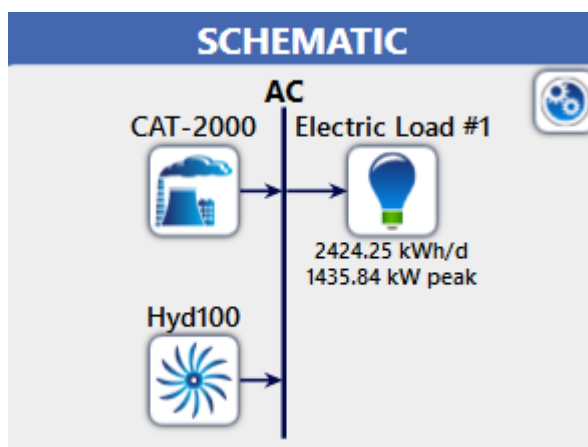 SCHEMATIC
AC
CAT-2000
Electric Load #1
2424.25 kWh/d
1435.84 kW peak
Hyd100